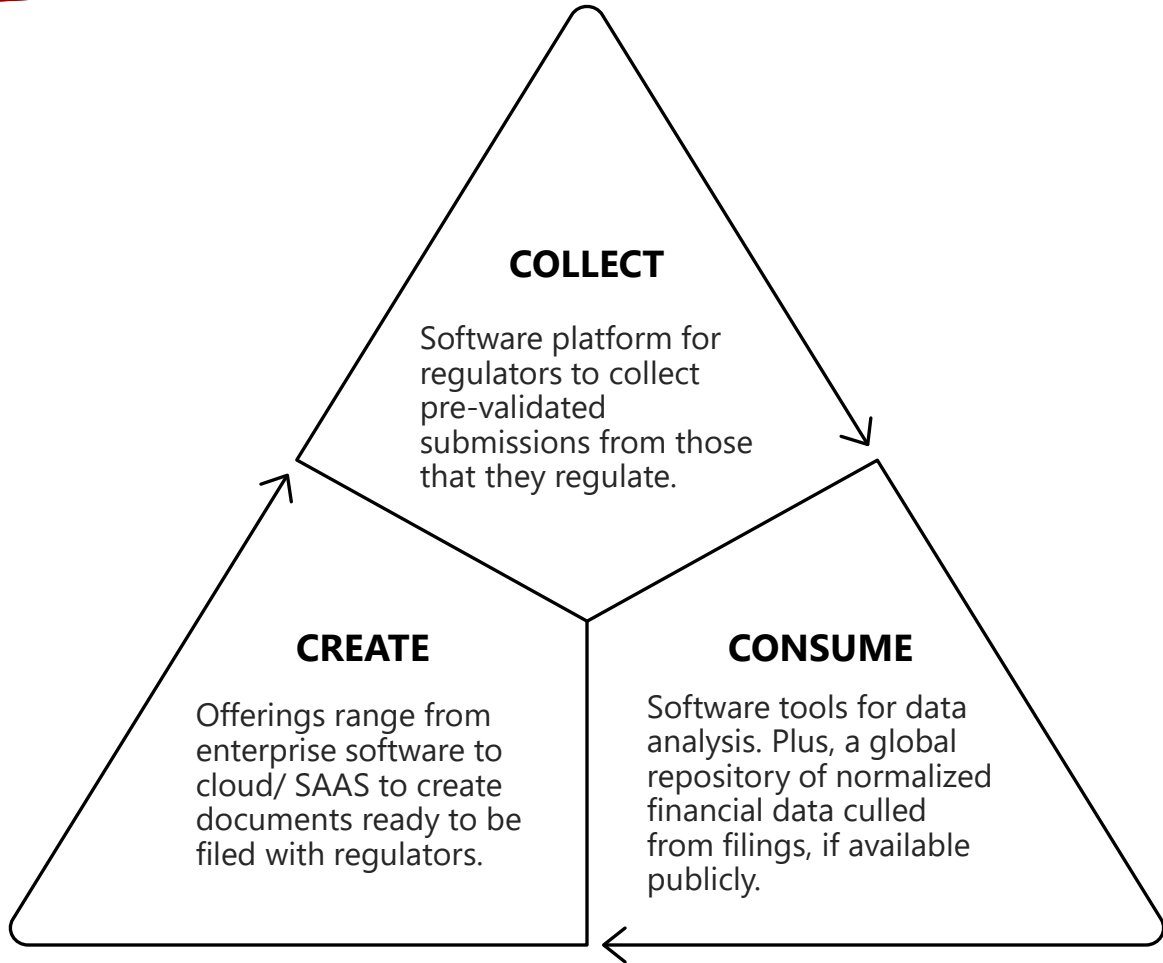 COLLECT
Software platform for
regulators to collect
pre-validated
submissions from those
that they regulate.
CREATE
Offerings range from
enterprise software to
cloud/ SAAS to create
documents ready to be
filed with regulators.
CONSUME
Software tools for data
analysis. Plus, a global
repository of normalized
financial data culled
from filings, if available
publicly.